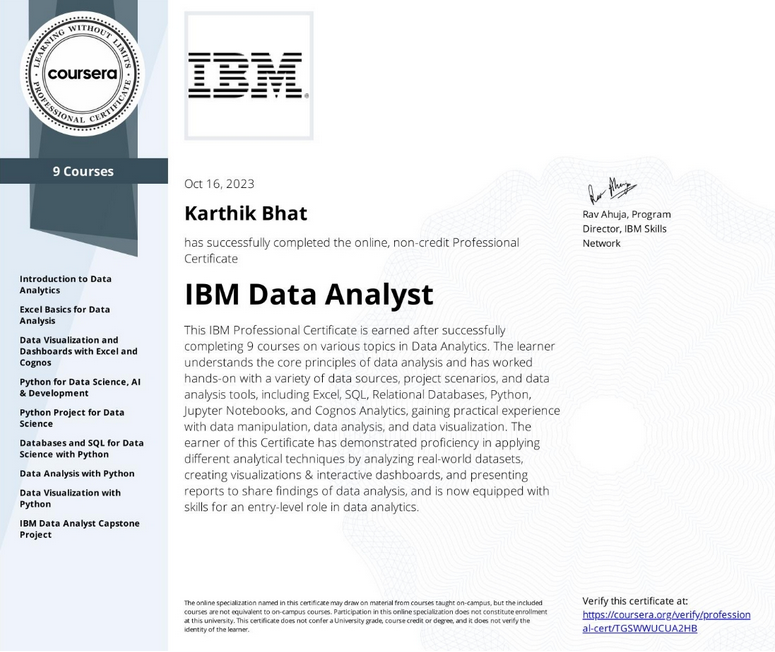 LEARNING WITHOUT LIMITS
coursera
PROFESSIONAL CERTIFICATE
9 Courses
Introduction to Data
Analytics
Excel Basics for Data
Analysis
Data Visualization and
Dashboards with Excel and
Cognos
Python for Data Science, AI
& Development
Python Project for Data
Science
Databases and SQL for Data
Science with Python
Data Analysis with Python
Data Visualization with
Python
IBM Data Analyst Capstone
Project
IBM®
Oct 16, 2023
Karthik Bhat
has successfully completed the online, non-credit Professional
Certificate
IBM Data Analyst
This IBM Professional Certificate is earned after successfully
completing 9 courses on various topics in Data Analytics. The learner
understands the core principles of data analysis and has worked
hands-on with a variety of data sources, project scenarios, and data
analysis tools, including Excel, SQL, Relational Databases, Python,
Jupyter Notebooks, and Cognos Analytics, gaining practical experience
with data manipulation, data analysis, and data visualization. The
earner of this Certificate has demonstrated proficiency in applying
different analytical techniques by analyzing real-world datasets,
creating visualizations & interactive dashboards, and presenting
reports to share findings of data analysis, and is now equipped with
skills for an entry-level role in data analytics.
Rav Ahuja, Program
Director, IBM Skills
Network
The online specialization named in this certificate may draw on material from courses taught on-campus, but the included
courses are not equivalent to on-campus courses. Participation in this online specialization does not constitute enrollment
at this university. This certificate does not confer a University grade, course credit or degree, and it does not verify the
identity of the learner.
Verify this certificate at:
https://coursera.org/verify/profession
al-cert/TGSWWUCUA2HB